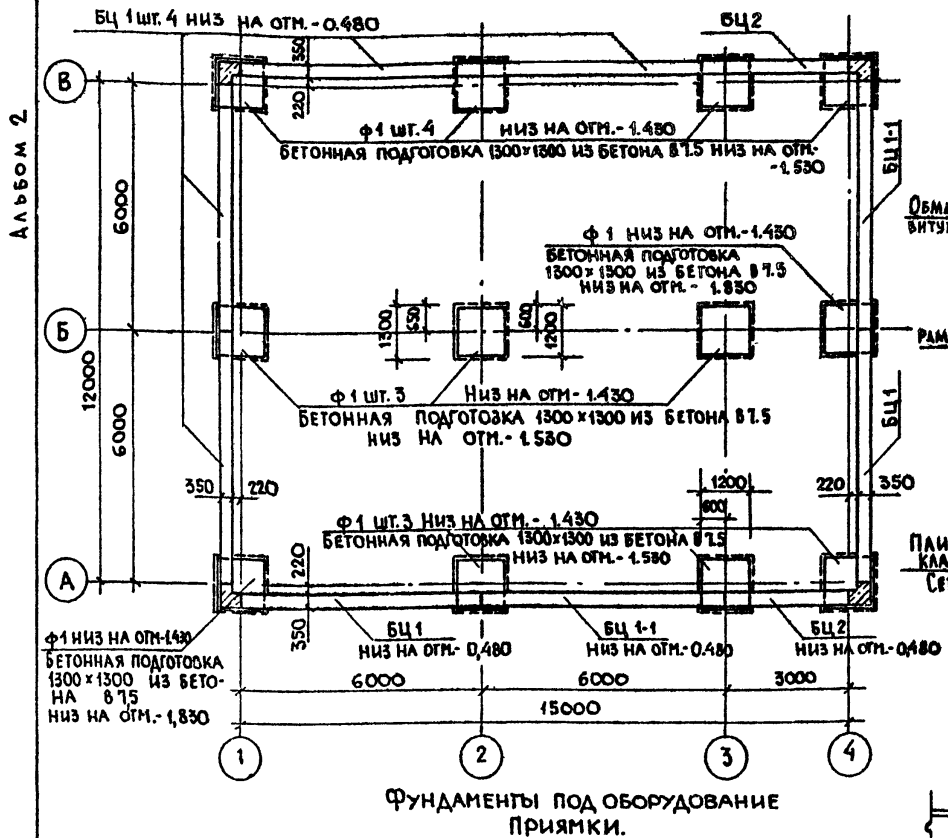 Альбом 2
БЦ 1 шт. 4 НИЗ НА ОТМ.-0.480
БЦ 2
350
220
В
Ф1 шт. 4 НИЗ НА ОТМ.-1.430
БЕТОННАЯ ПОДГОТОВКА 1300×1300 ИЗ БЕТОНА В7.5 НИЗ НА ОТМ.-
-1.530
БЦ 1-1
6000
Ф1 НИЗ НА ОТМ.-1.430
БЕТОННАЯ ПОДГОТОВКА
1300×1300 ИЗ БЕТОНА В7.5
НИЗ НА ОТМ.- 1.830
1300
650
600
1200
Б
12000
РАМ
Ф1 шт. 3 НИЗ НА ОТМ-1.430
БЕТОННАЯ ПОДГОТОВКА 1300×1300 ИЗ БЕТОНА В7.5
НИЗ НА ОТМ.- 1.530
6000
БЦ1
350 220
1200
600
220 350
Ф1 шт.3 НИЗ НА ОТМ.-1.430
БЕТОННАЯ ПОДГОТОВКА 1300×1300 ИЗ БЕТОНА В7.5
НИЗ НА ОТМ.-1.530
А
220
350
БЦ 1
НИЗ НА ОТМ.-0,480
БЦ 1-1
НИЗ НА ОТМ.-0.480
БЦ2
НИЗ НА ОТМ.-0,480
Ф1 НИЗ НА ОТМ-1.430
БЕТОННАЯ ПОДГОТОВКА
1300×1300 ИЗ БЕТО-
НА В7,5
НИЗ НА ОТМ.-1,830
6000 6000 3000
15000
1 2 3 4
ФУНДАМЕНТЫ ПОД ОБОРУДОВАНИЕ
ПРИЯМКИ.